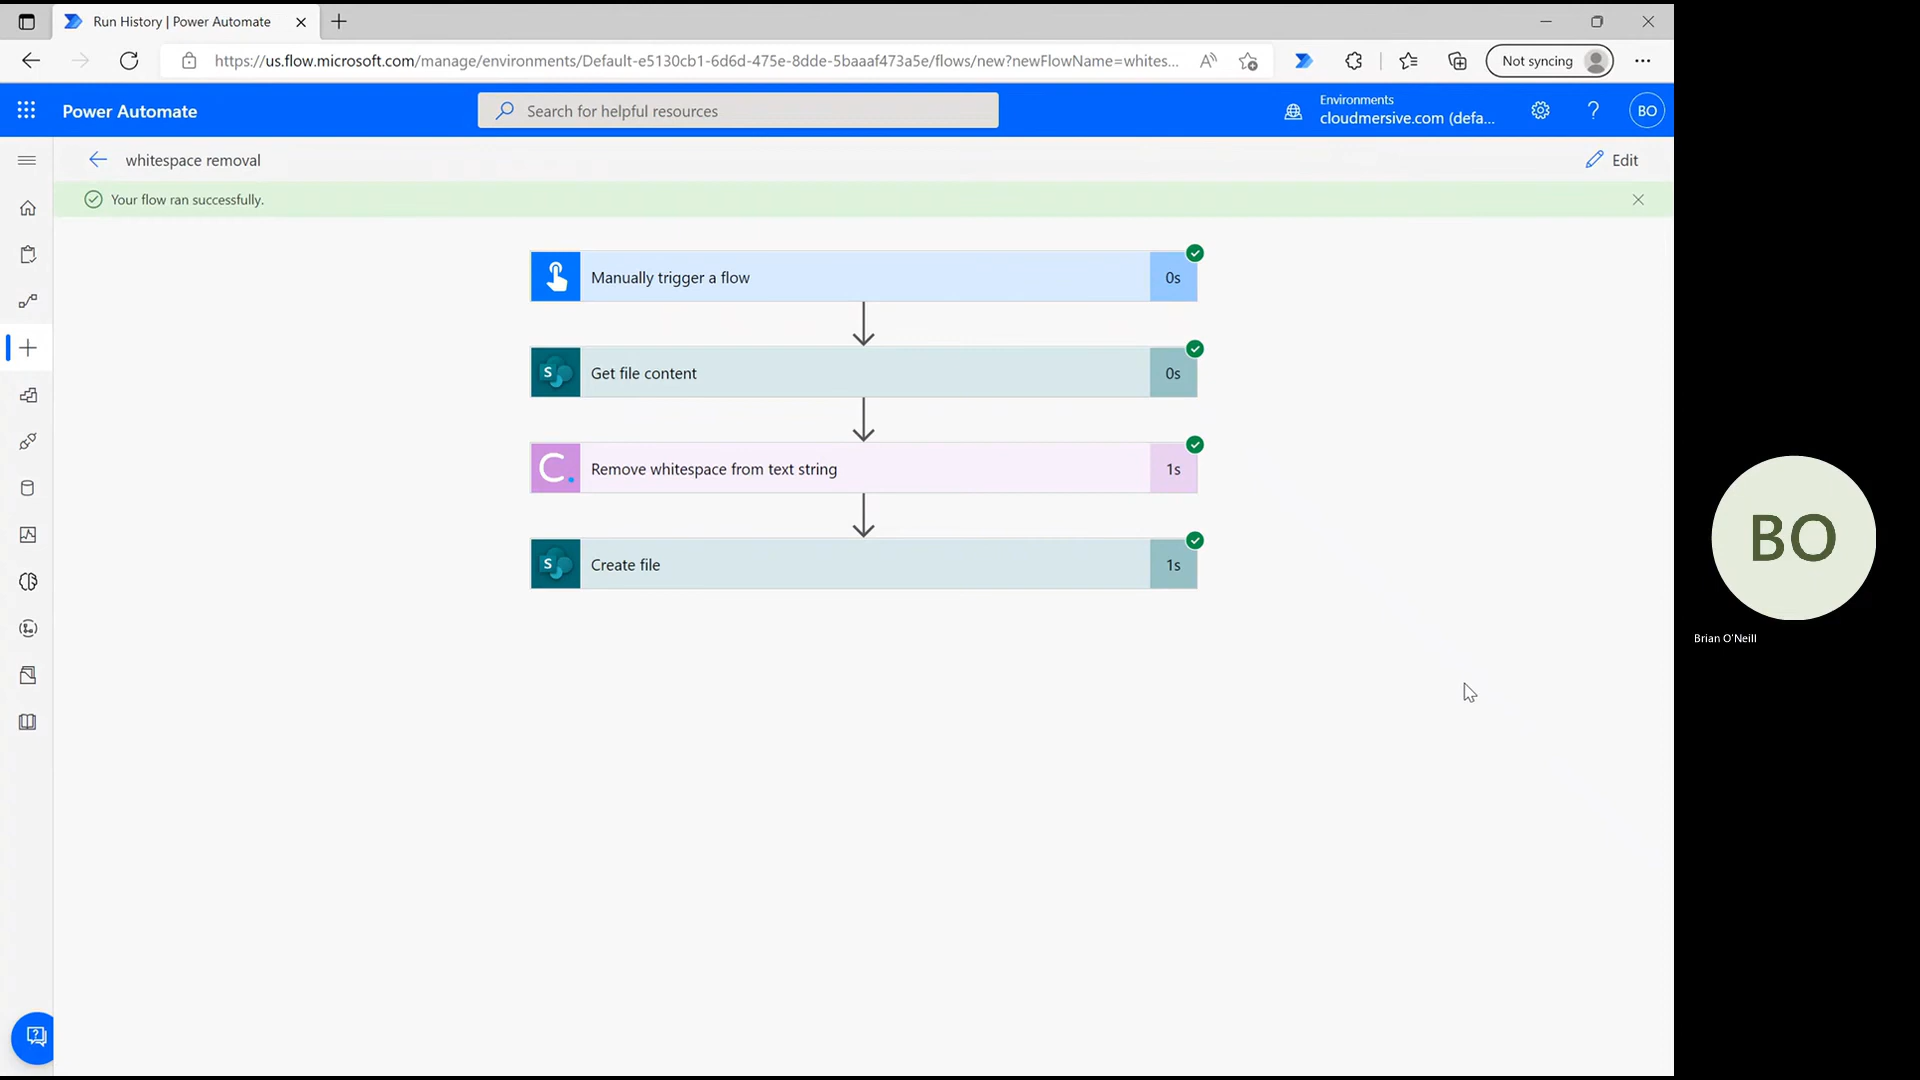 Run History | Power Automate
https://us.flow.microsoft.com/manage/environments/Default-e5130cb1-6d6d-475e-8dde-5baaaf473a5e/flows/new?newFlowName=whites...
Not syncing
Power Automate
Search for helpful resources
Environments
cloudmersive.com (defa...
BO
whitespace removal
Edit
Your flow ran successfully.
Manually trigger a flow
0s
S
Get file content
0s
C.
Remove whitespace from text string
1s
S
Create file
1s
BO
Brian O'Neill